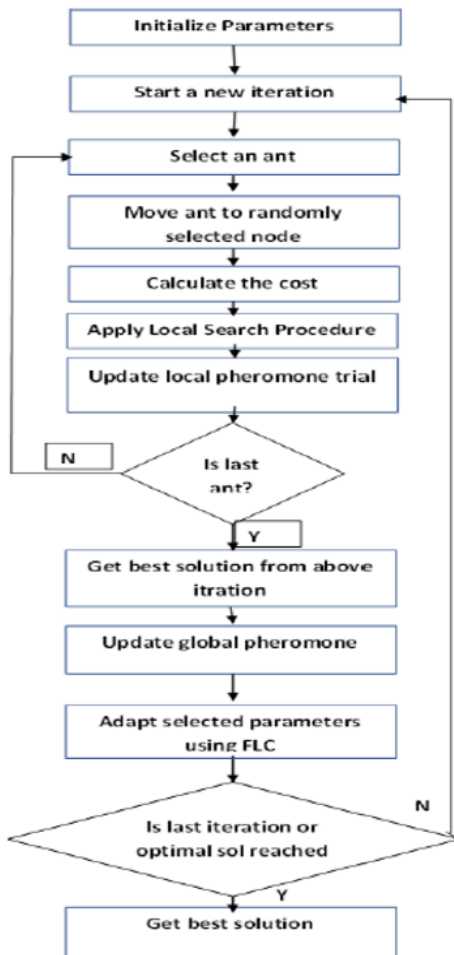 Initialize Parameters
Start a new iteration
Select an ant
Move ant to randomly
selected node
Calculate the cost
Apply Local Search Procedure
Update local pheromone trial
Is last
ant?
N
Y
Get best solution from above
itration
Update global pheromone
Adapt selected parameters
using FLC
Is last iteration or
optimal sol reached
N
Y
Get best solution